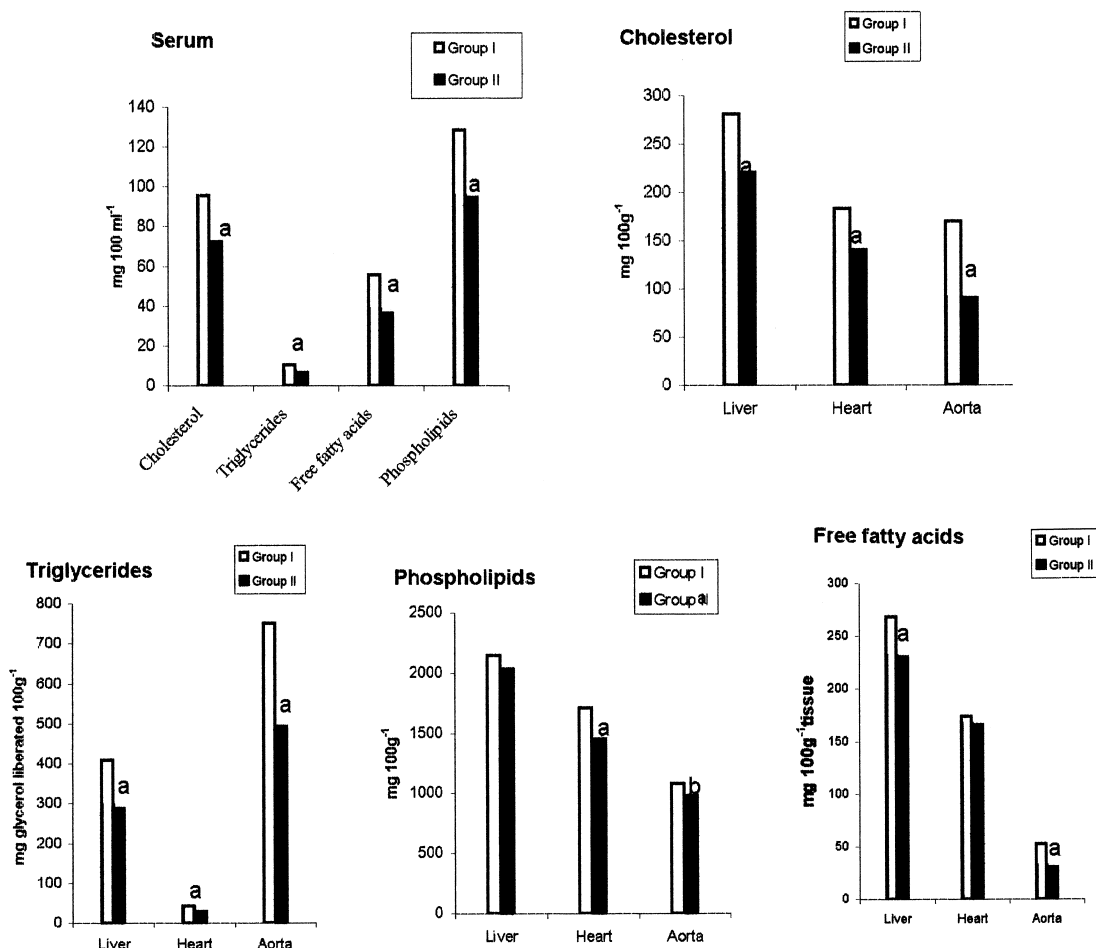 Serum
Group I
Group II
mg 100 ml⁻¹
140
120
100
80
60
40
20
0
a
a
a
a
Cholesterol
Triglycerides
Free fatty acids
Phospholipids
Cholesterol
Group I
Group II
mg 100g⁻¹
300
250
200
150
100
50
0
a
a
a
Liver Heart Aorta
Triglycerides
Group I
Group II
mg glycerol liberated 100g⁻¹
800
700
600
500
400
300
200
100
0
a
a
a
Liver Heart Aorta
Phospholipids
Group I
Group
a
mg 100g⁻¹
2500
2000
1500
1000
500
0
a
b
Liver Heart Aorta
Free fatty acids
Group I
Group II
mg 100g⁻¹tissue
300
250
200
150
100
50
0
a
a
Liver Heart Aorta